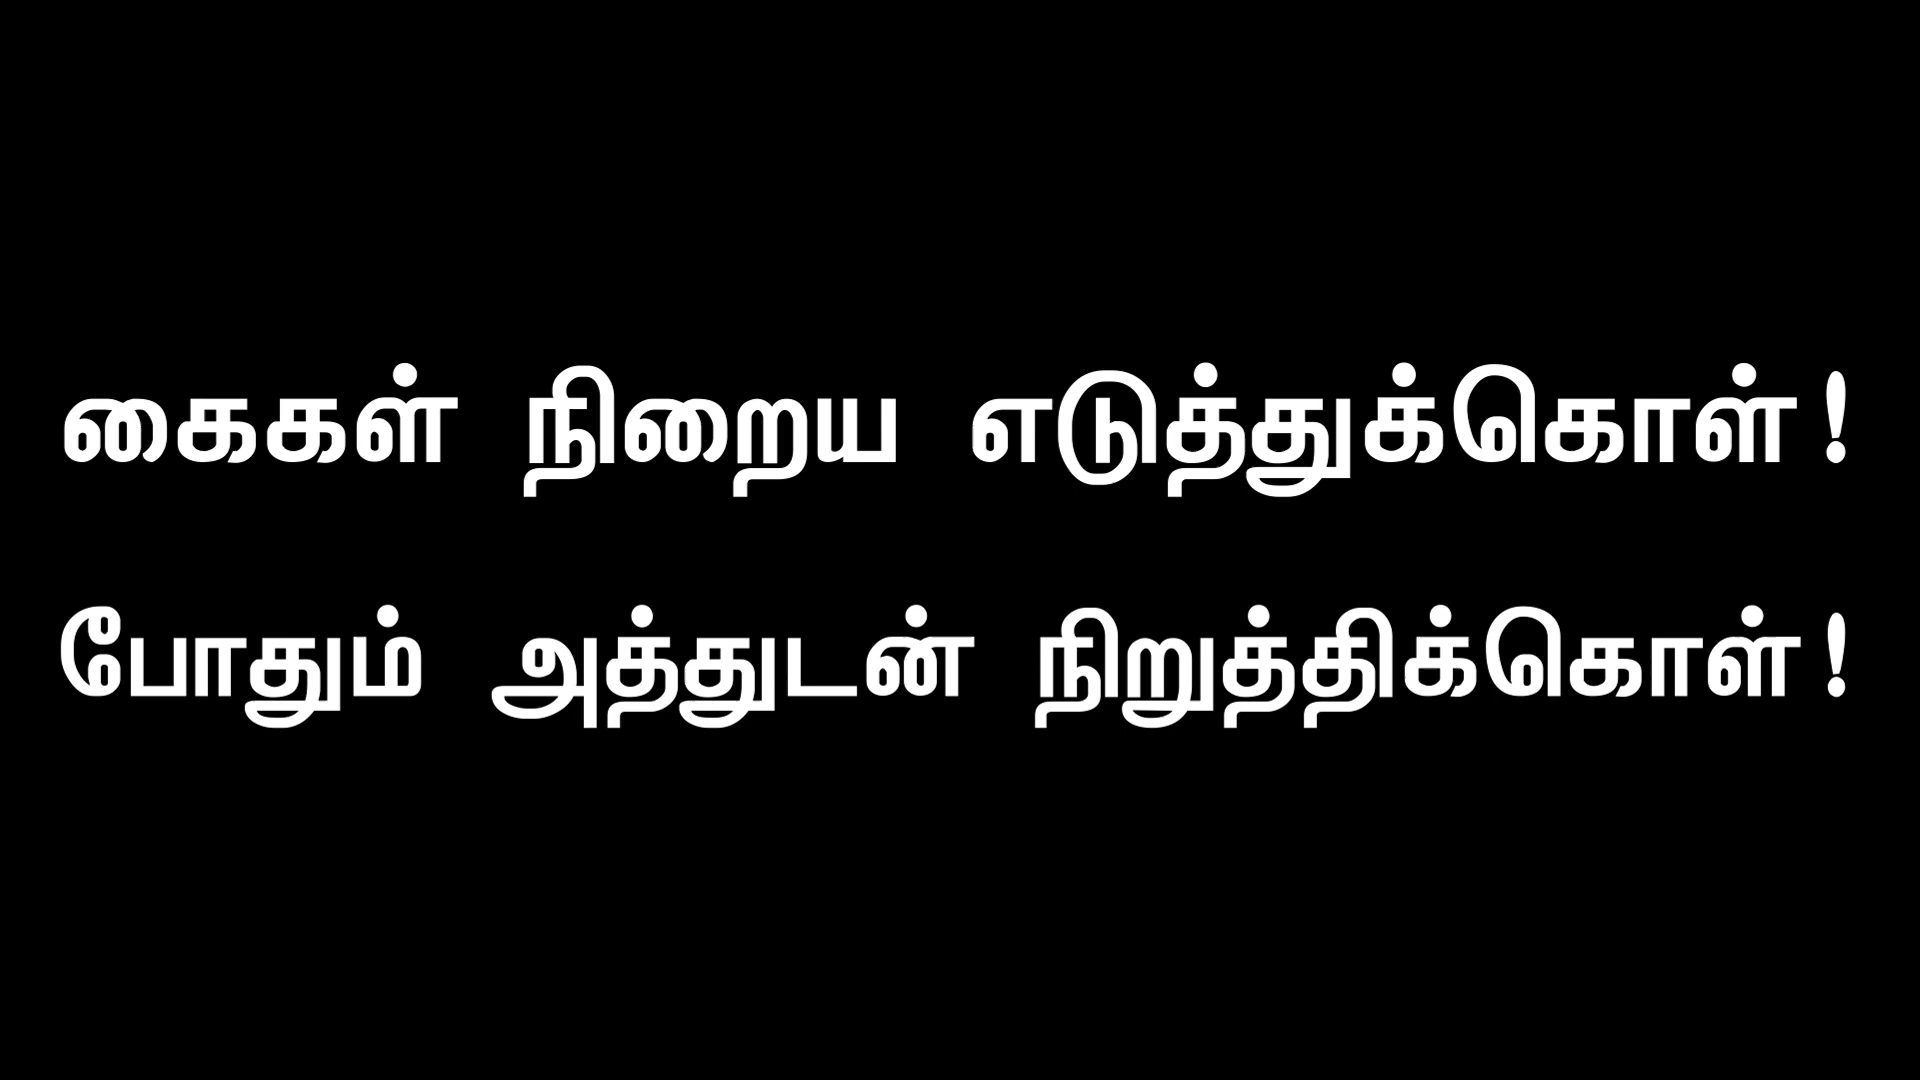 கைகள் நிறைய எடுத்துக்கொள்!
போதும் அத்துடன் நிறுத்திக்கொள்!